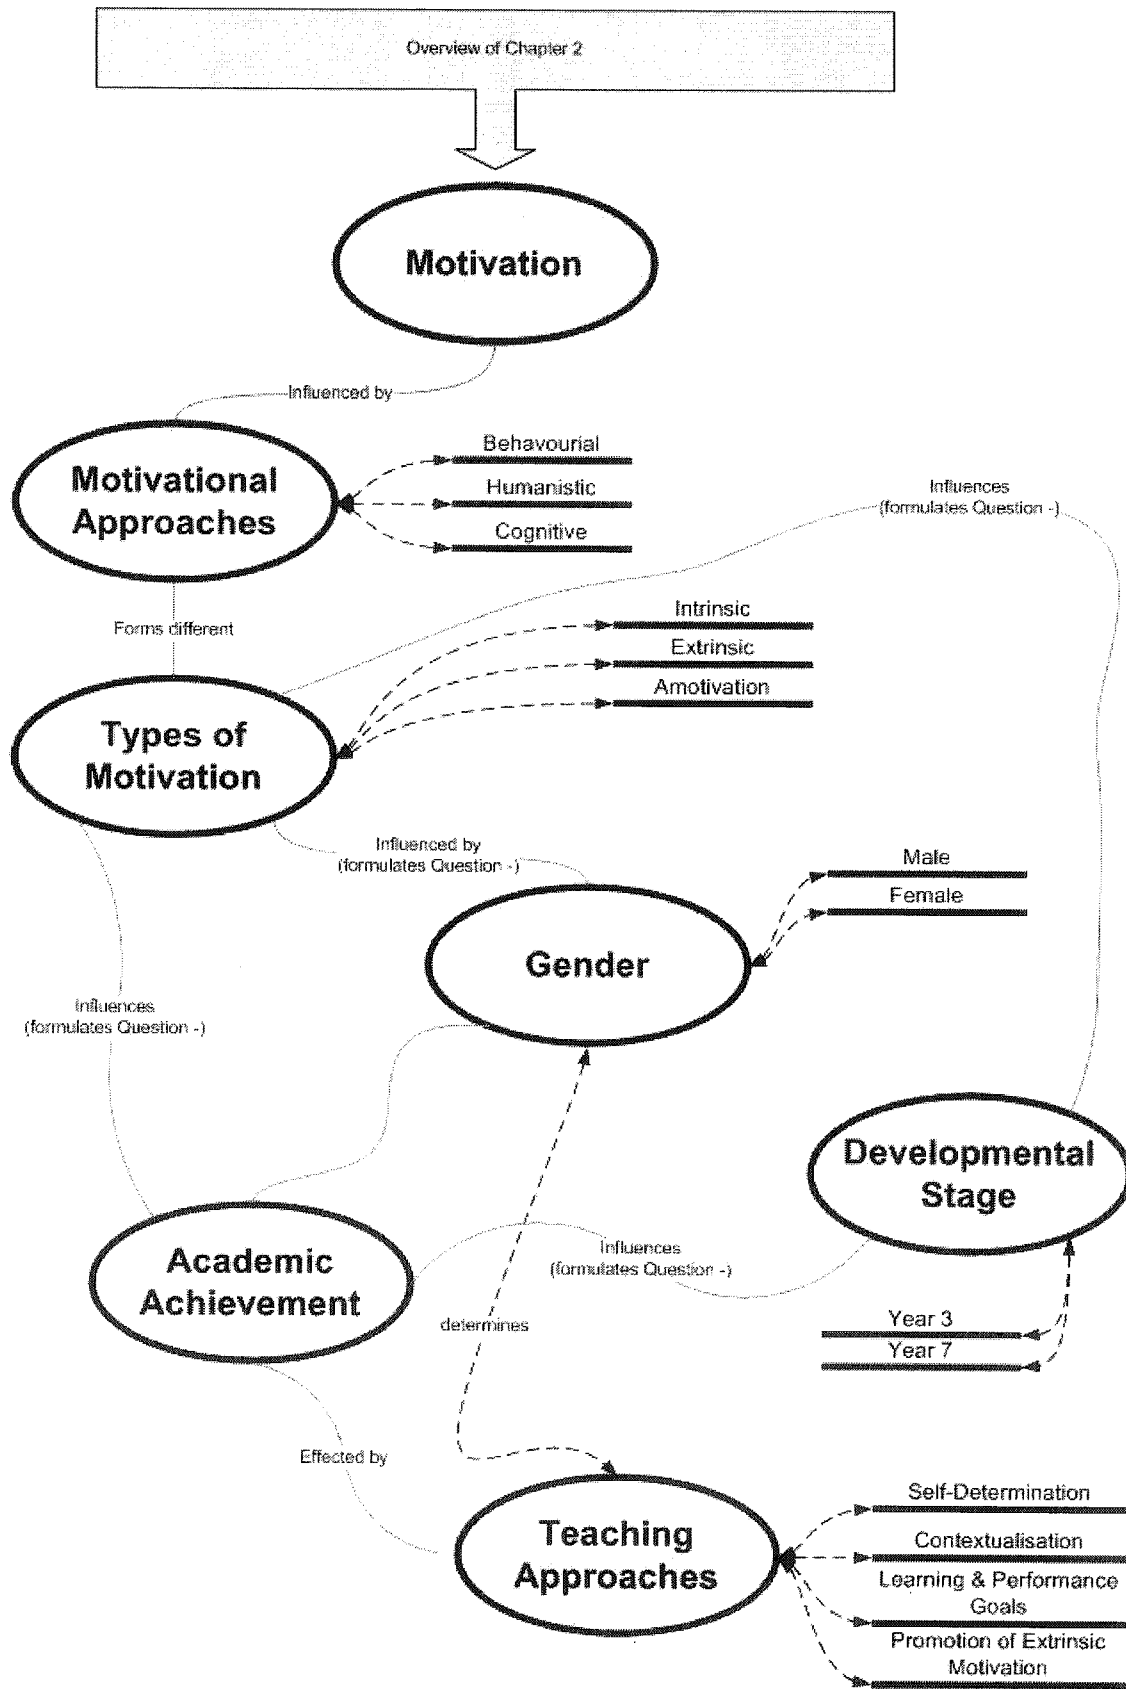 Overview of Chapter 2
Motivation
Influenced by
Motivational
Approaches
Behavourial
Humanistic
Cognitive
Influences
(formulates Question -)
Forms different
Intrinsic
Extrinsic
Amotivation
Types of
Motivation
Influenced by
(formulates Question -)
Male
Female
Gender
Influences
(formulates Question -)
Developmental
Stage
Academic
Achievement
Influences
(formulates Question -)
determines
Year 3
Year 7
Effected by
Teaching
Approaches
Self-Determination
Contextualisation
Learning & Performance
Goals
Promotion of Extrinsic
Motivation